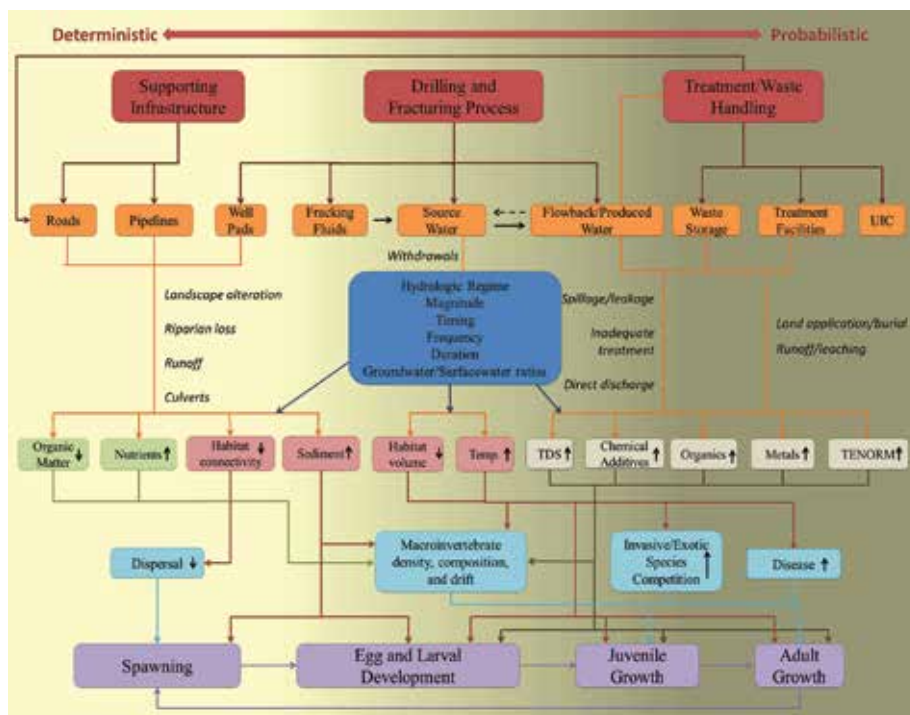 Deterministic
Probabilistic
Supporting
Infrastructure
Drilling and
Fracturing Process
Treatment/Waste
Handling
Roads
Pipelines
Well
Pads
Fracking
Fluids
Source
Water
Flowback/Produced
Water
Waste
Storage
Treatment
Facilities
UIC
Withdrawals
Landscape alteration
Riparian loss
Runoff
Culverts
Hydrologic Regime
Magnitude
Timing
Frequency
Duration
Groundwater/Surfacewater ratios
Spillage/leakage
Inadequate
treatment
Direct discharge
Land application/burial
Runoff/leaching
Organic
Matter
Nutrients
Habitat
connectivity
Sediment
Habitat
volume
Temp.
TDS
Chemical
Additives
Organics
Metals
TENORM
Dispersal
Macroinvertebrate
density, composition,
and drift
Invasive/Exotic
Species
Competition
Disease
Spawning
Egg and Larval
Development
Juvenile
Growth
Adult
Growth